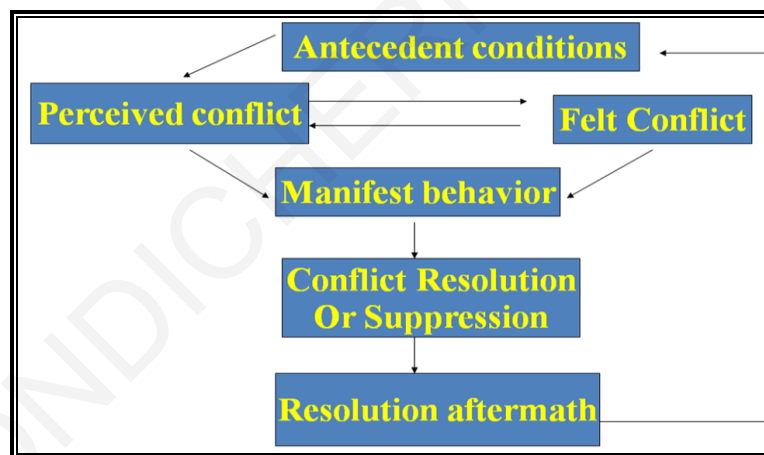 Antecedent conditions
Perceived conflict
Felt Conflict
Manifest behavior
Conflict Resolution
Or Suppression
Resolution aftermath